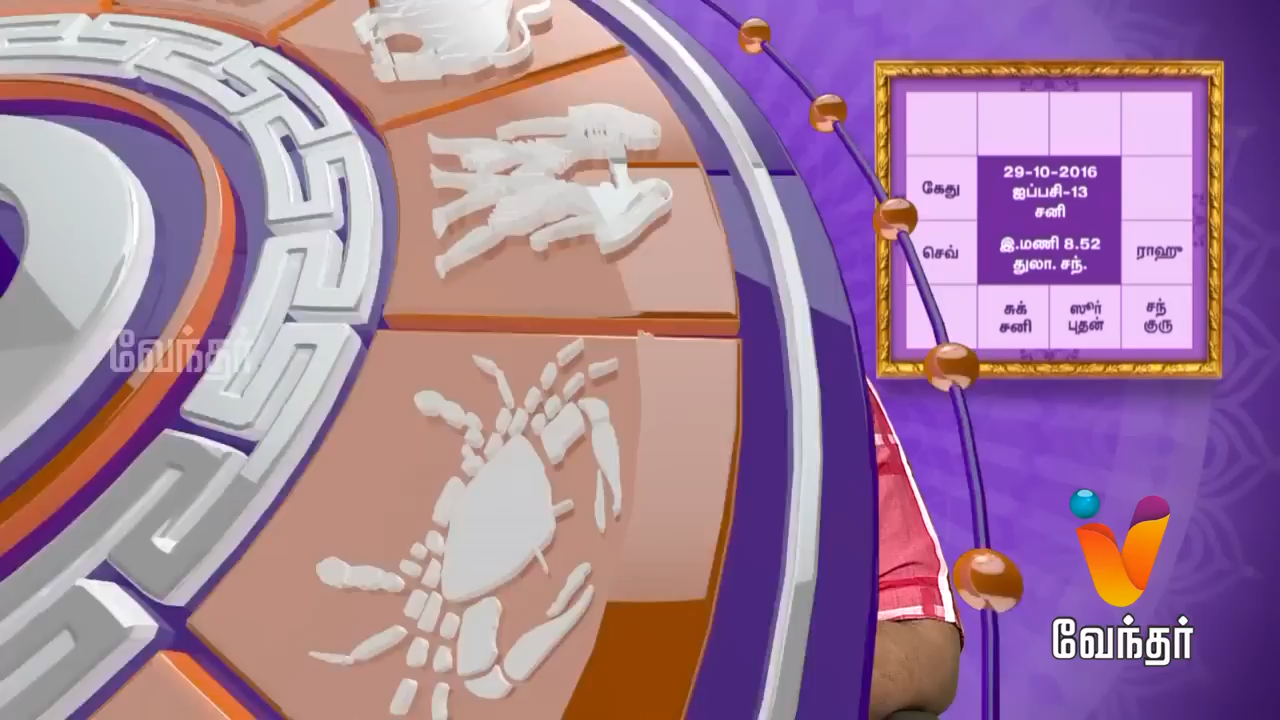 கேது
29-10-2016
ஐப்பசி-13
சனி
இ.மணி 8.52
துலா. சந்.
செவ்
ராஹு
சுக்
சனி
ஸூர்
புதன்
சந்
குரு
வேந்தர்
வேந்தர்